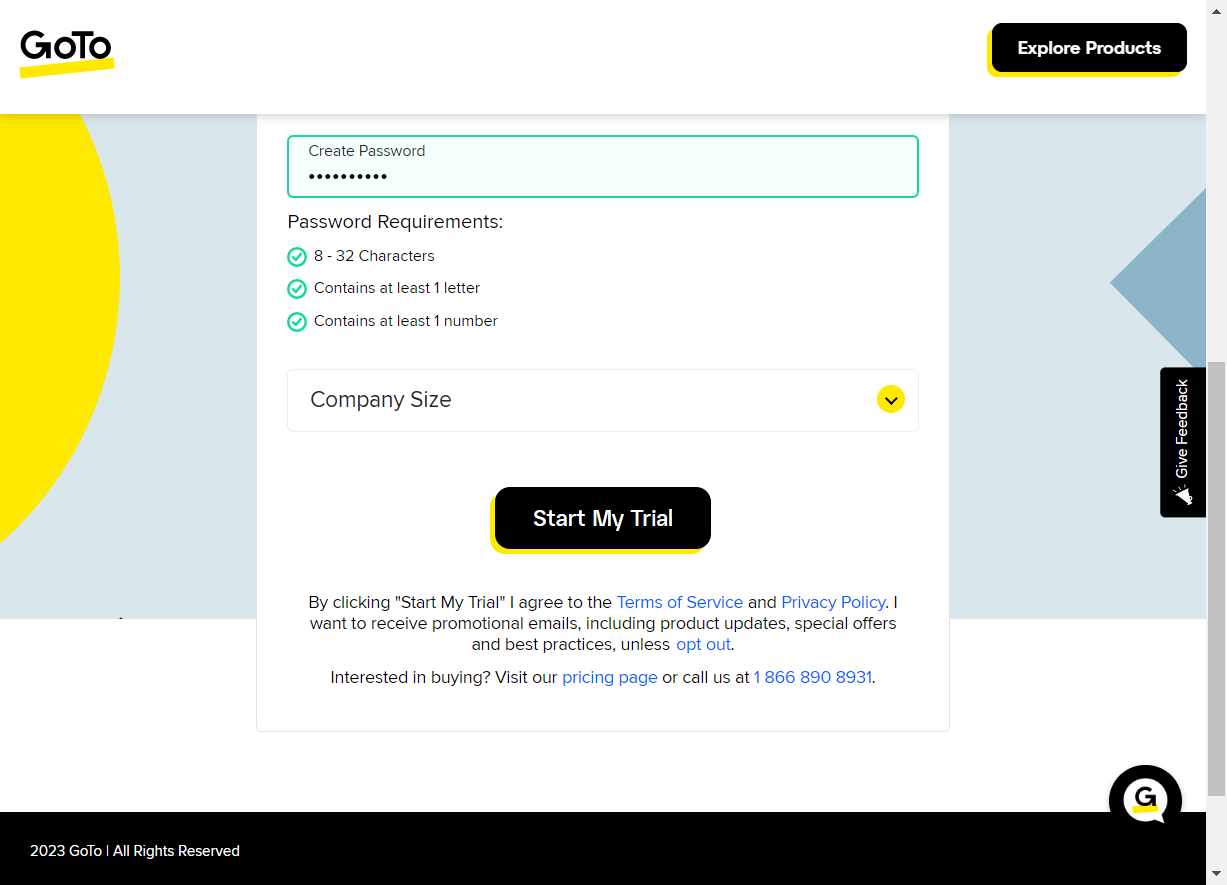 GoTo
Explore Products
Create Password
••••••••••
Password Requirements:
8 - 32 Characters
Contains at least 1 letter
Contains at least 1 number
Company Size
Give Feedback
Start My Trial
By clicking "Start My Trial" I agree to the Terms of Service and Privacy Policy. I
want to receive promotional emails, including product updates, special offers
and best practices, unless opt out.
Interested in buying? Visit our pricing page or call us at 1 866 890 8931.
G
2023 GoTo | All Rights Reserved